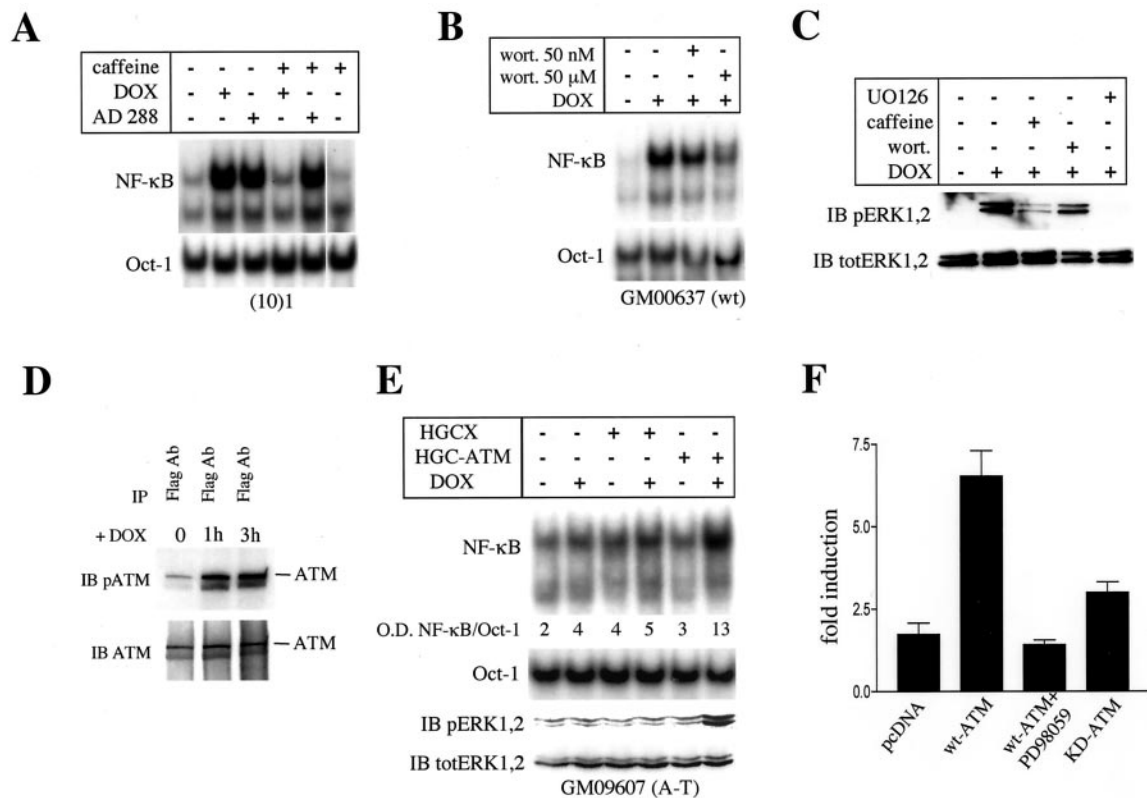 A
caffeine - - - + + +
DOX - + - + - -
AD 288 - - + - + -
NF-κB
Oct-1
(10)1
B
wort. 50 nM - - + -
wort. 50 μM - - - +
DOX - + + +
NF-κB
Oct-1
GM00637 (wt)
C
UO126 - - - - +
caffeine - - + - -
wort. - - - + -
DOX - + + + +
IB pERK1,2
IB totERK1,2
D
IP Flag Ab Flag Ab Flag Ab
+ DOX 0 1h 3h
IB pATM — ATM
IB ATM — ATM
E
HGCX - - + + - -
HGC-ATM - - - - + +
DOX - + - + - +
NF-κB
O.D. NF-κB/Oct-1 2 4 4 5 3 13
Oct-1
IB pERK1,2
IB totERK1,2
GM09607 (A-T)
F
fold induction
7.5
5.0
2.5
0.0
pcDNA
wt-ATM
wt-ATM+
PD98059
KD-ATM